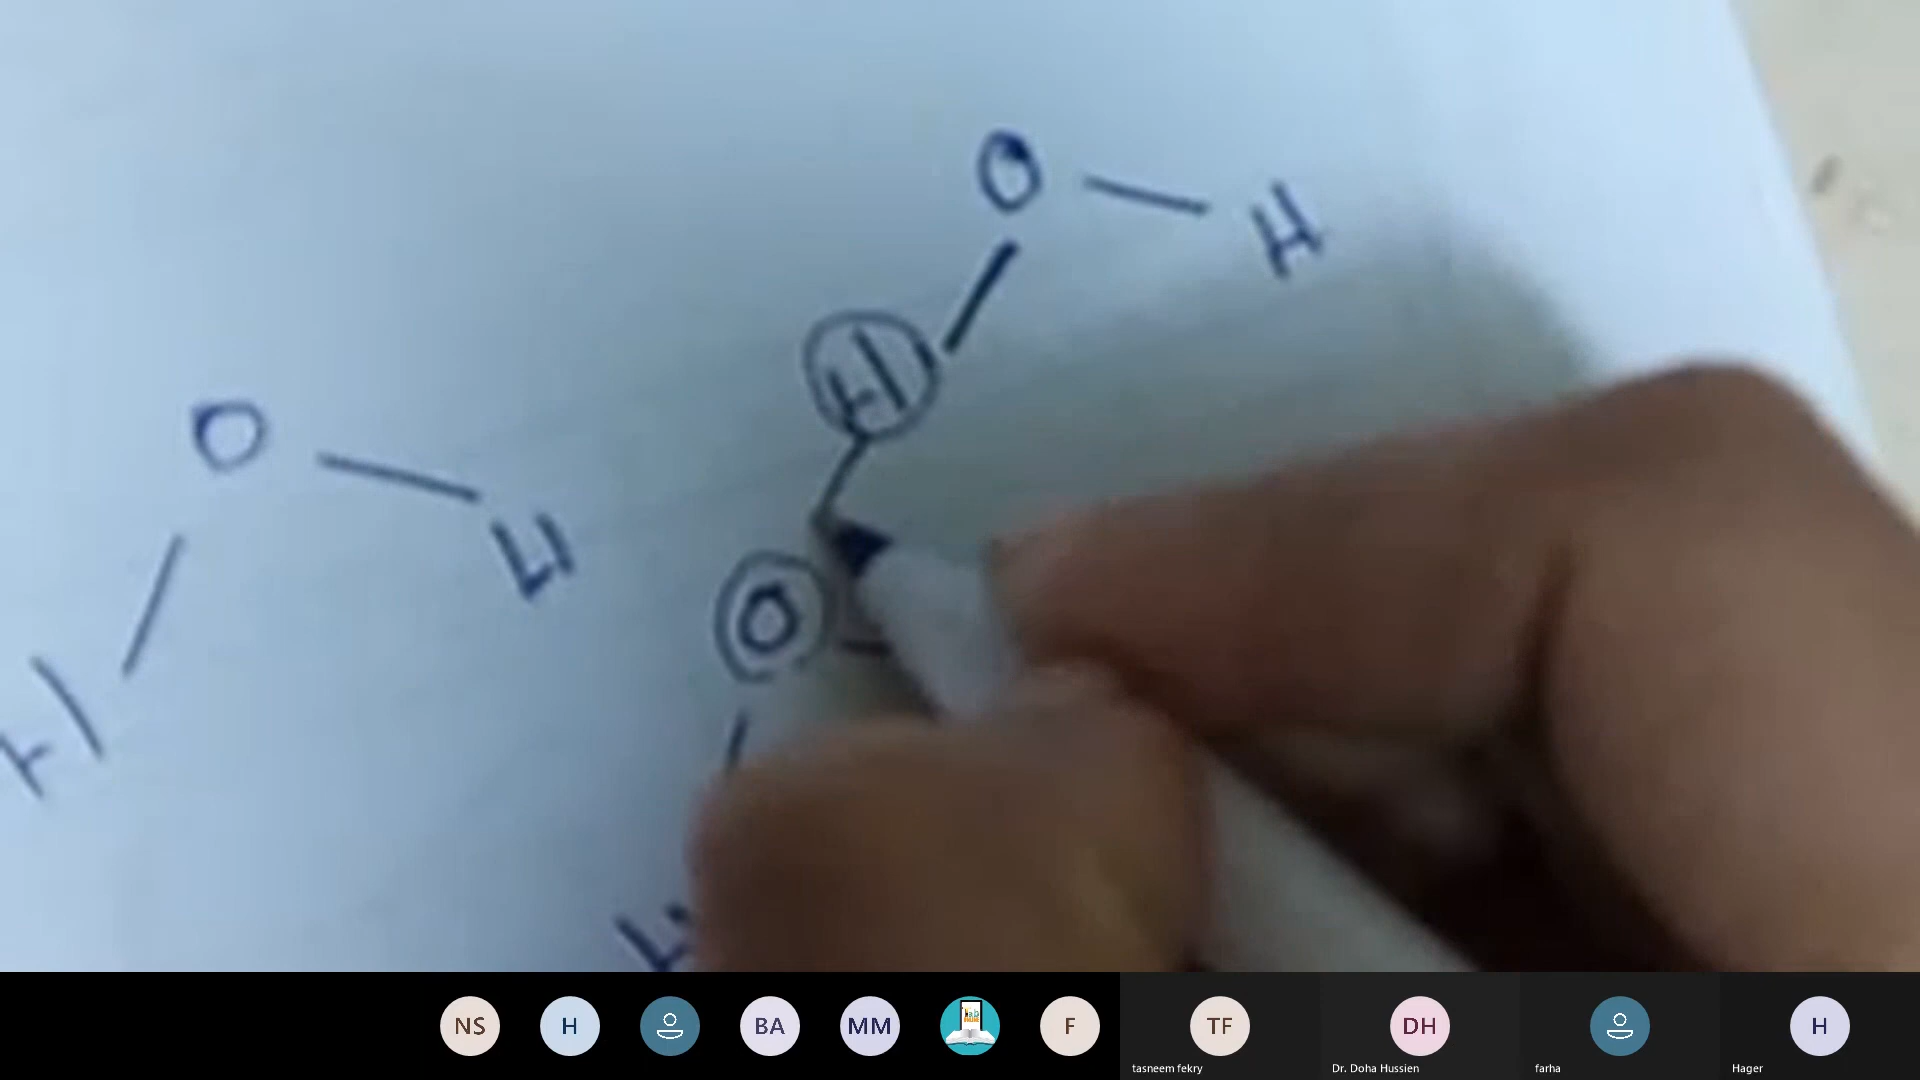 O
H
H
O
H
H
O
H
NS
H
BA
MM
F
TF
DH
H
tasneem fekry
Dr. Doha Hussien
farha
Hager